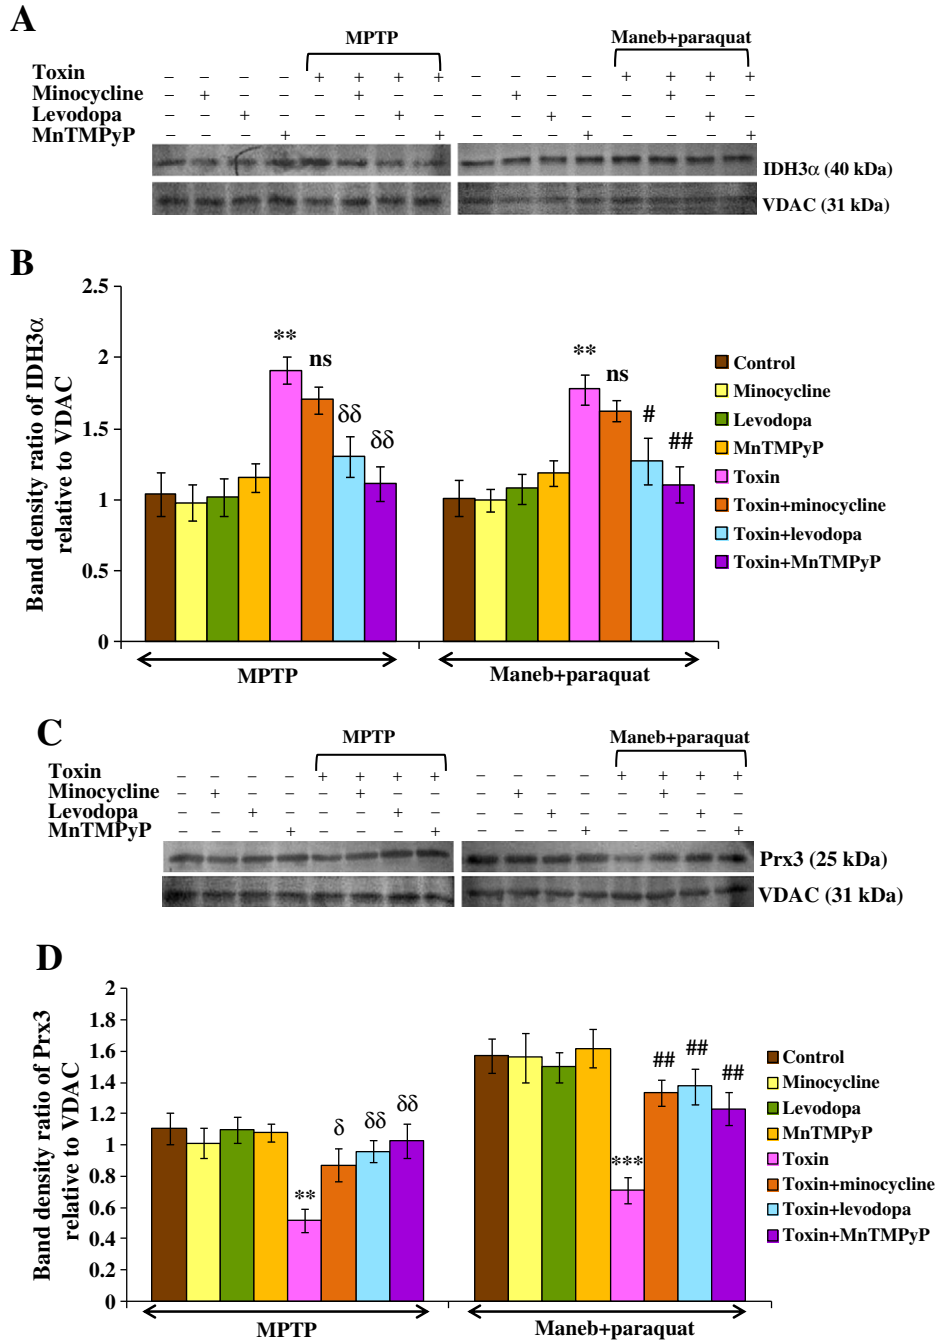 A
MPTP
Maneb+paraquat
Toxin – – – – + + + + – – – – + + + +
Minocycline – + – – – + – – – + – – – + – –
Levodopa – – + – – – + – – – + – – – + –
MnTMPyP – – – + – – – + – – – + – – – +
IDH3α (40 kDa)
VDAC (31 kDa)
B
Band density ratio of IDH3α
relative to VDAC
2.5
2
1.5
1
0.5
0
**
ns
δδ
δδ
**
ns
#
##
Control
Minocycline
Levodopa
MnTMPyP
Toxin
Toxin+minocycline
Toxin+levodopa
Toxin+MnTMPyP
MPTP
Maneb+paraquat
C
MPTP
Maneb+paraquat
Toxin – – – – + + + + – – – – + + + +
Minocycline – + – – – + – – – + – – – + – –
Levodopa – – + – – – + – – – + – – – + –
MnTMPyP – – – + – – – + – – – + – – – +
Prx3 (25 kDa)
VDAC (31 kDa)
D
Band density ratio of Prx3
relative to VDAC
2
1.8
1.6
1.4
1.2
1
0.8
0.6
0.4
0.2
0
**
δ
δδ
δδ
***
##
##
##
Control
Minocycline
Levodopa
MnTMPyP
Toxin
Toxin+minocycline
Toxin+levodopa
Toxin+MnTMPyP
MPTP
Maneb+paraquat